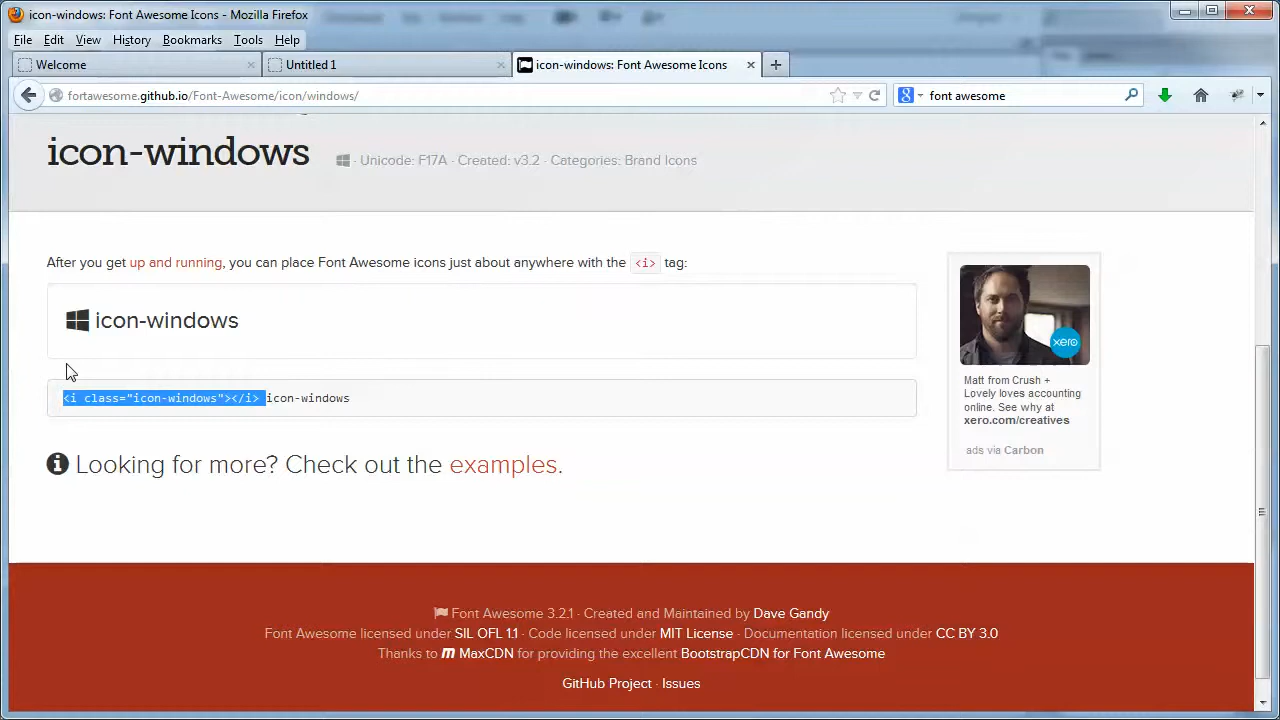 icon-windows: Font Awesome Icons - Mozilla Firefox
File Edit View History Bookmarks Tools Help
Welcome
Untitled 1
icon-windows: Font Awesome Icons
fortawesome.github.io/Font-Awesome/icon/windows/
font awesome
icon-windows
· Unicode: F17A · Created: v3.2 · Categories: Brand Icons
After you get up and running, you can place Font Awesome icons just about anywhere with the <i> tag:
icon-windows
<i class="icon-windows"></i> icon-windows
Looking for more? Check out the examples.
xero
Matt from Crush +
Lovely loves accounting
online. See why at
xero.com/creatives
ads via Carbon
Font Awesome 3.2.1 · Created and Maintained by Dave Gandy
Font Awesome licensed under SIL OFL 1.1 · Code licensed under MIT License · Documentation licensed under CC BY 3.0
Thanks to MaxCDN for providing the excellent BootstrapCDN for Font Awesome
GitHub Project · Issues